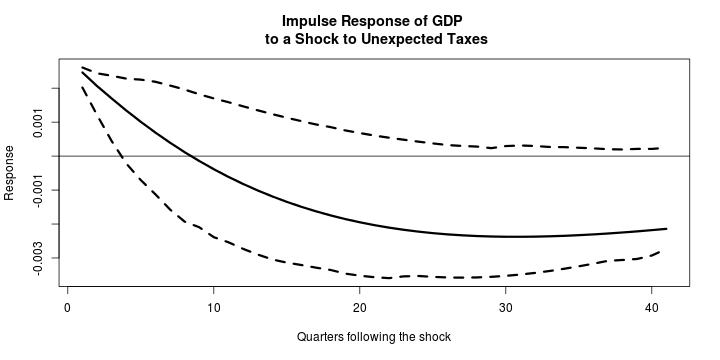 Impulse Response of GDP
to a Shock to Unexpected Taxes
0.001
-0.001
-0.003
Response
0 10 20 30 40
Quarters following the shock